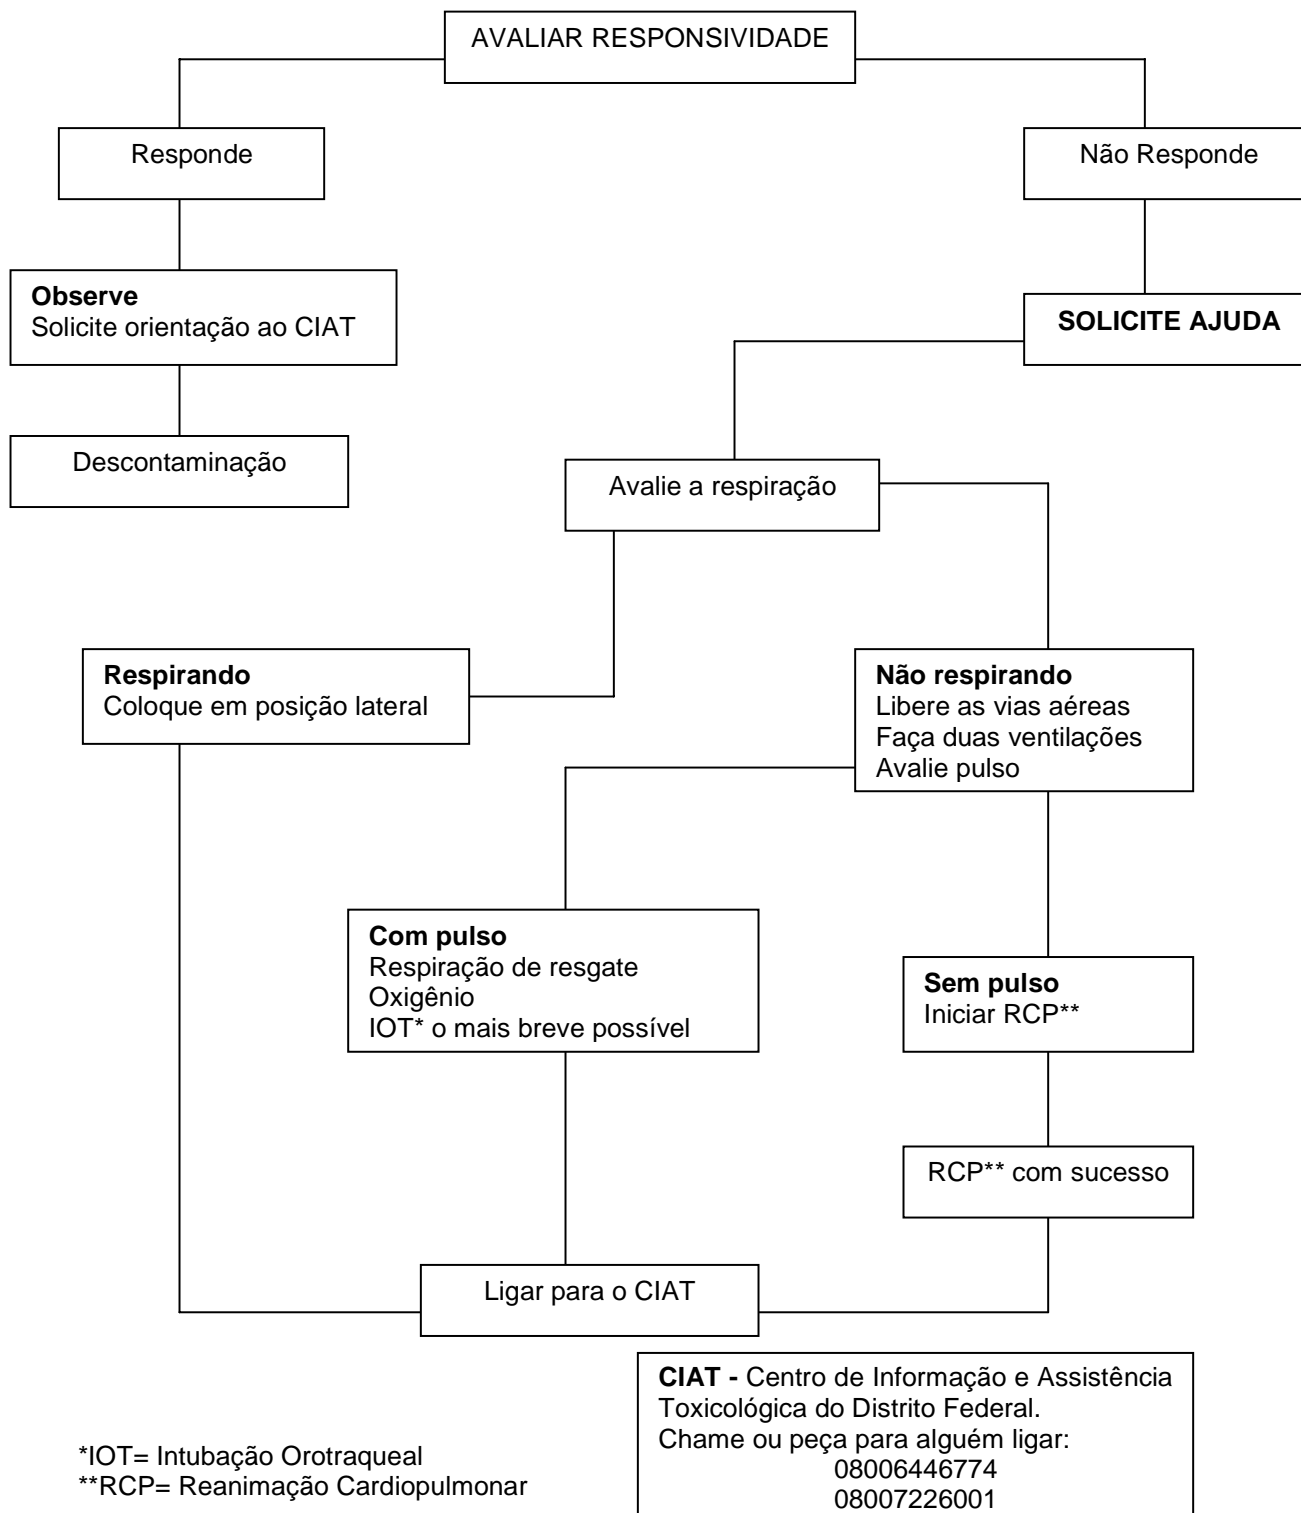 AVALIAR RESPONSIVIDADE
Responde
Não Responde
Observe
Solicite orientação ao CIAT
SOLICITE AJUDA
Descontaminação
Avalie a respiração
Respirando
Coloque em posição lateral
Não respirando
Libere as vias aéreas
Faça duas ventilações
Avalie pulso
Com pulso
Respiração de resgate
Oxigênio
IOT* o mais breve possível
Sem pulso
Iniciar RCP**
RCP** com sucesso
Ligar para o CIAT
CIAT - Centro de Informação e Assistência
Toxicológica do Distrito Federal.
Chame ou peça para alguém ligar:
08006446774
08007226001
*IOT= Intubação Orotraqueal
**RCP= Reanimação Cardiopulmonar